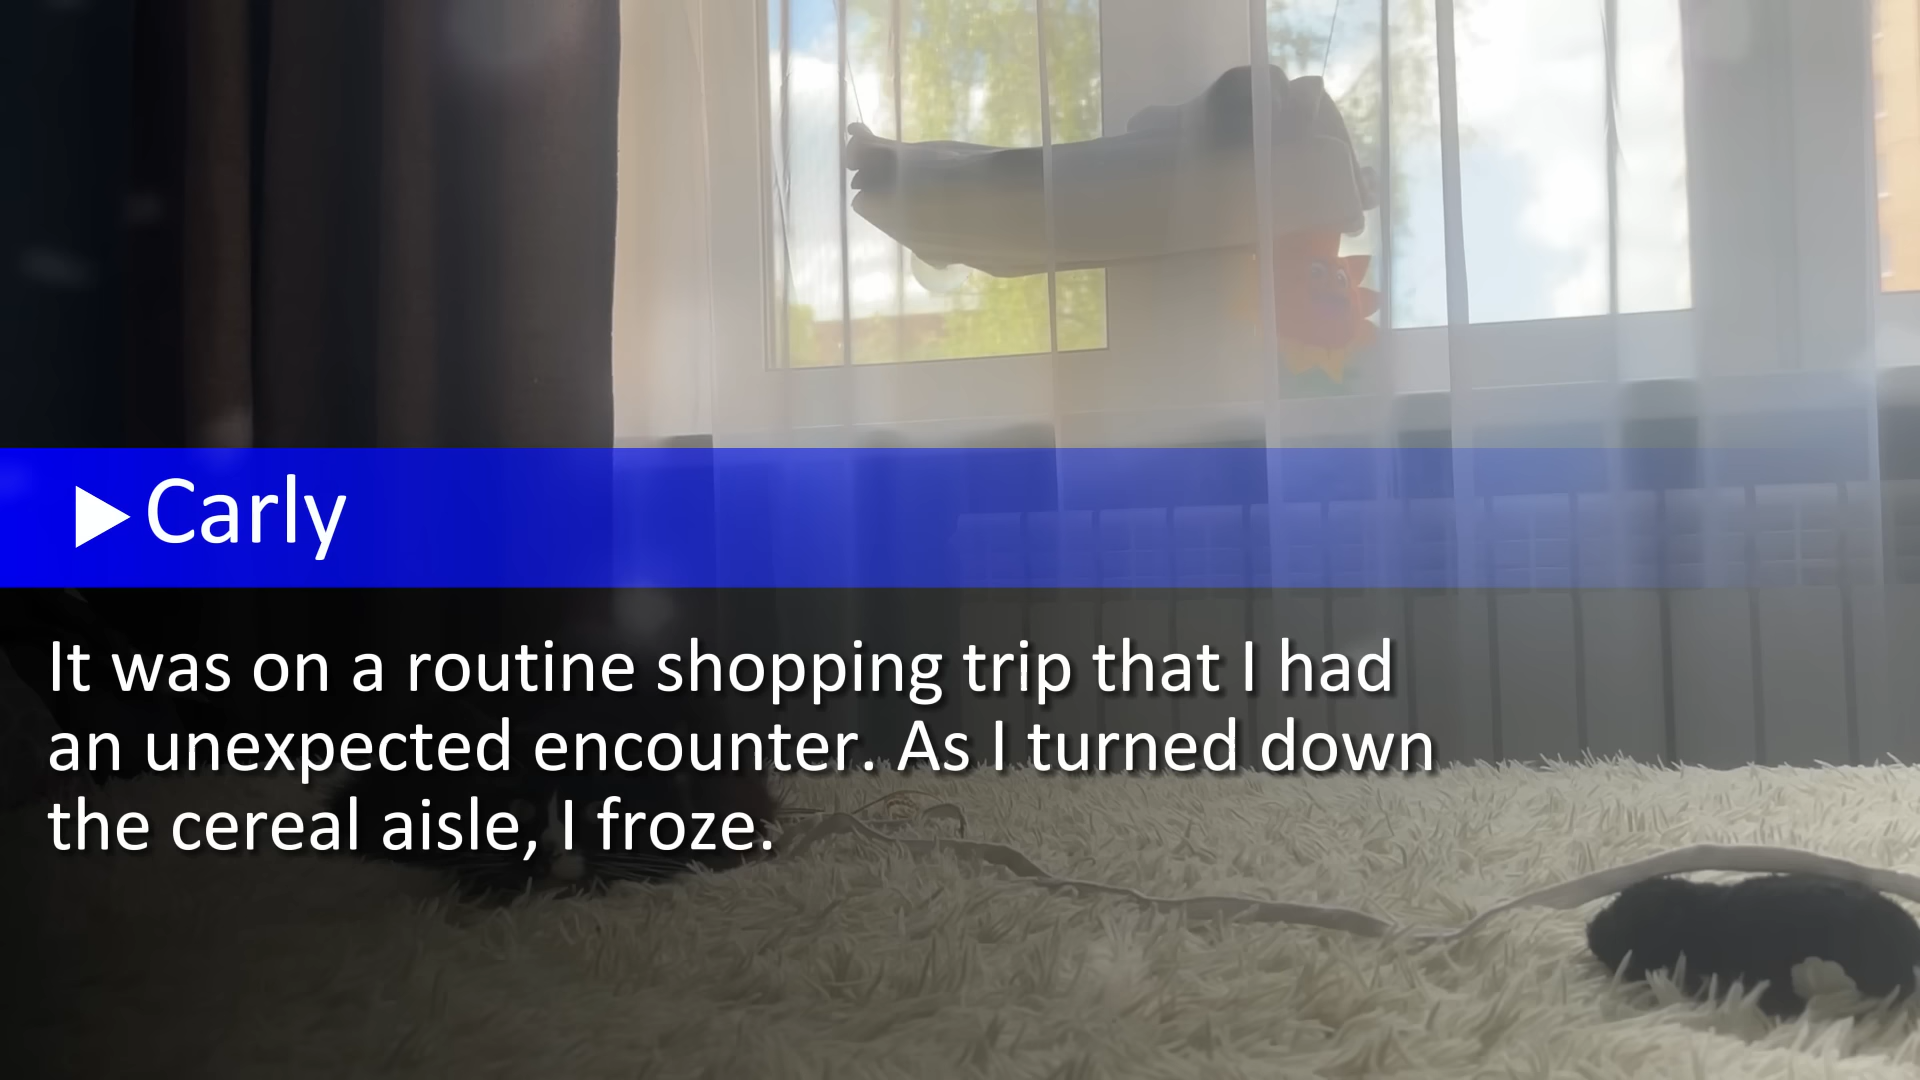 Carly
It was on a routine shopping trip that I had
an unexpected encounter. As I turned down
the cereal aisle, I froze.